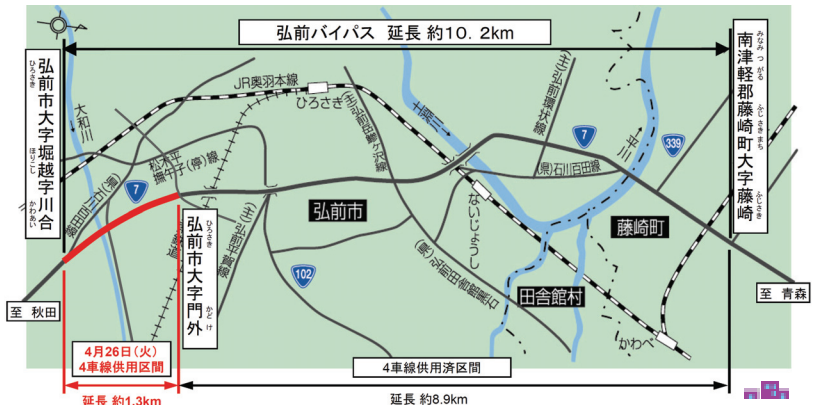 弘前バイパス 延長 約10.2km
弘前市大字堀越字川合
ひろさき
ほりこし
かわあい
南津軽郡藤崎町大字藤崎
みなみつがる
ふじさきまち
ふじさき
大和川
JR奥羽本線
ひろさき
(主)弘前岳鰺ヶ沢線
土淵川
(主)弘前環状線
7
平川
339
松木平
撫牛子(停)線
7
(県)石川百田線
弘前市
ないじょうし
藤崎町
弘前市大字門外
ひろさき
かどけ
(主)弘前平賀線
102
(県)弘前田舎館黒石
田舎館村
かわべ
至 秋田
至 青森
4月26日(火)
4車線供用区間
4車線供用済区間
延長 約1.3km
延長 約8.9km